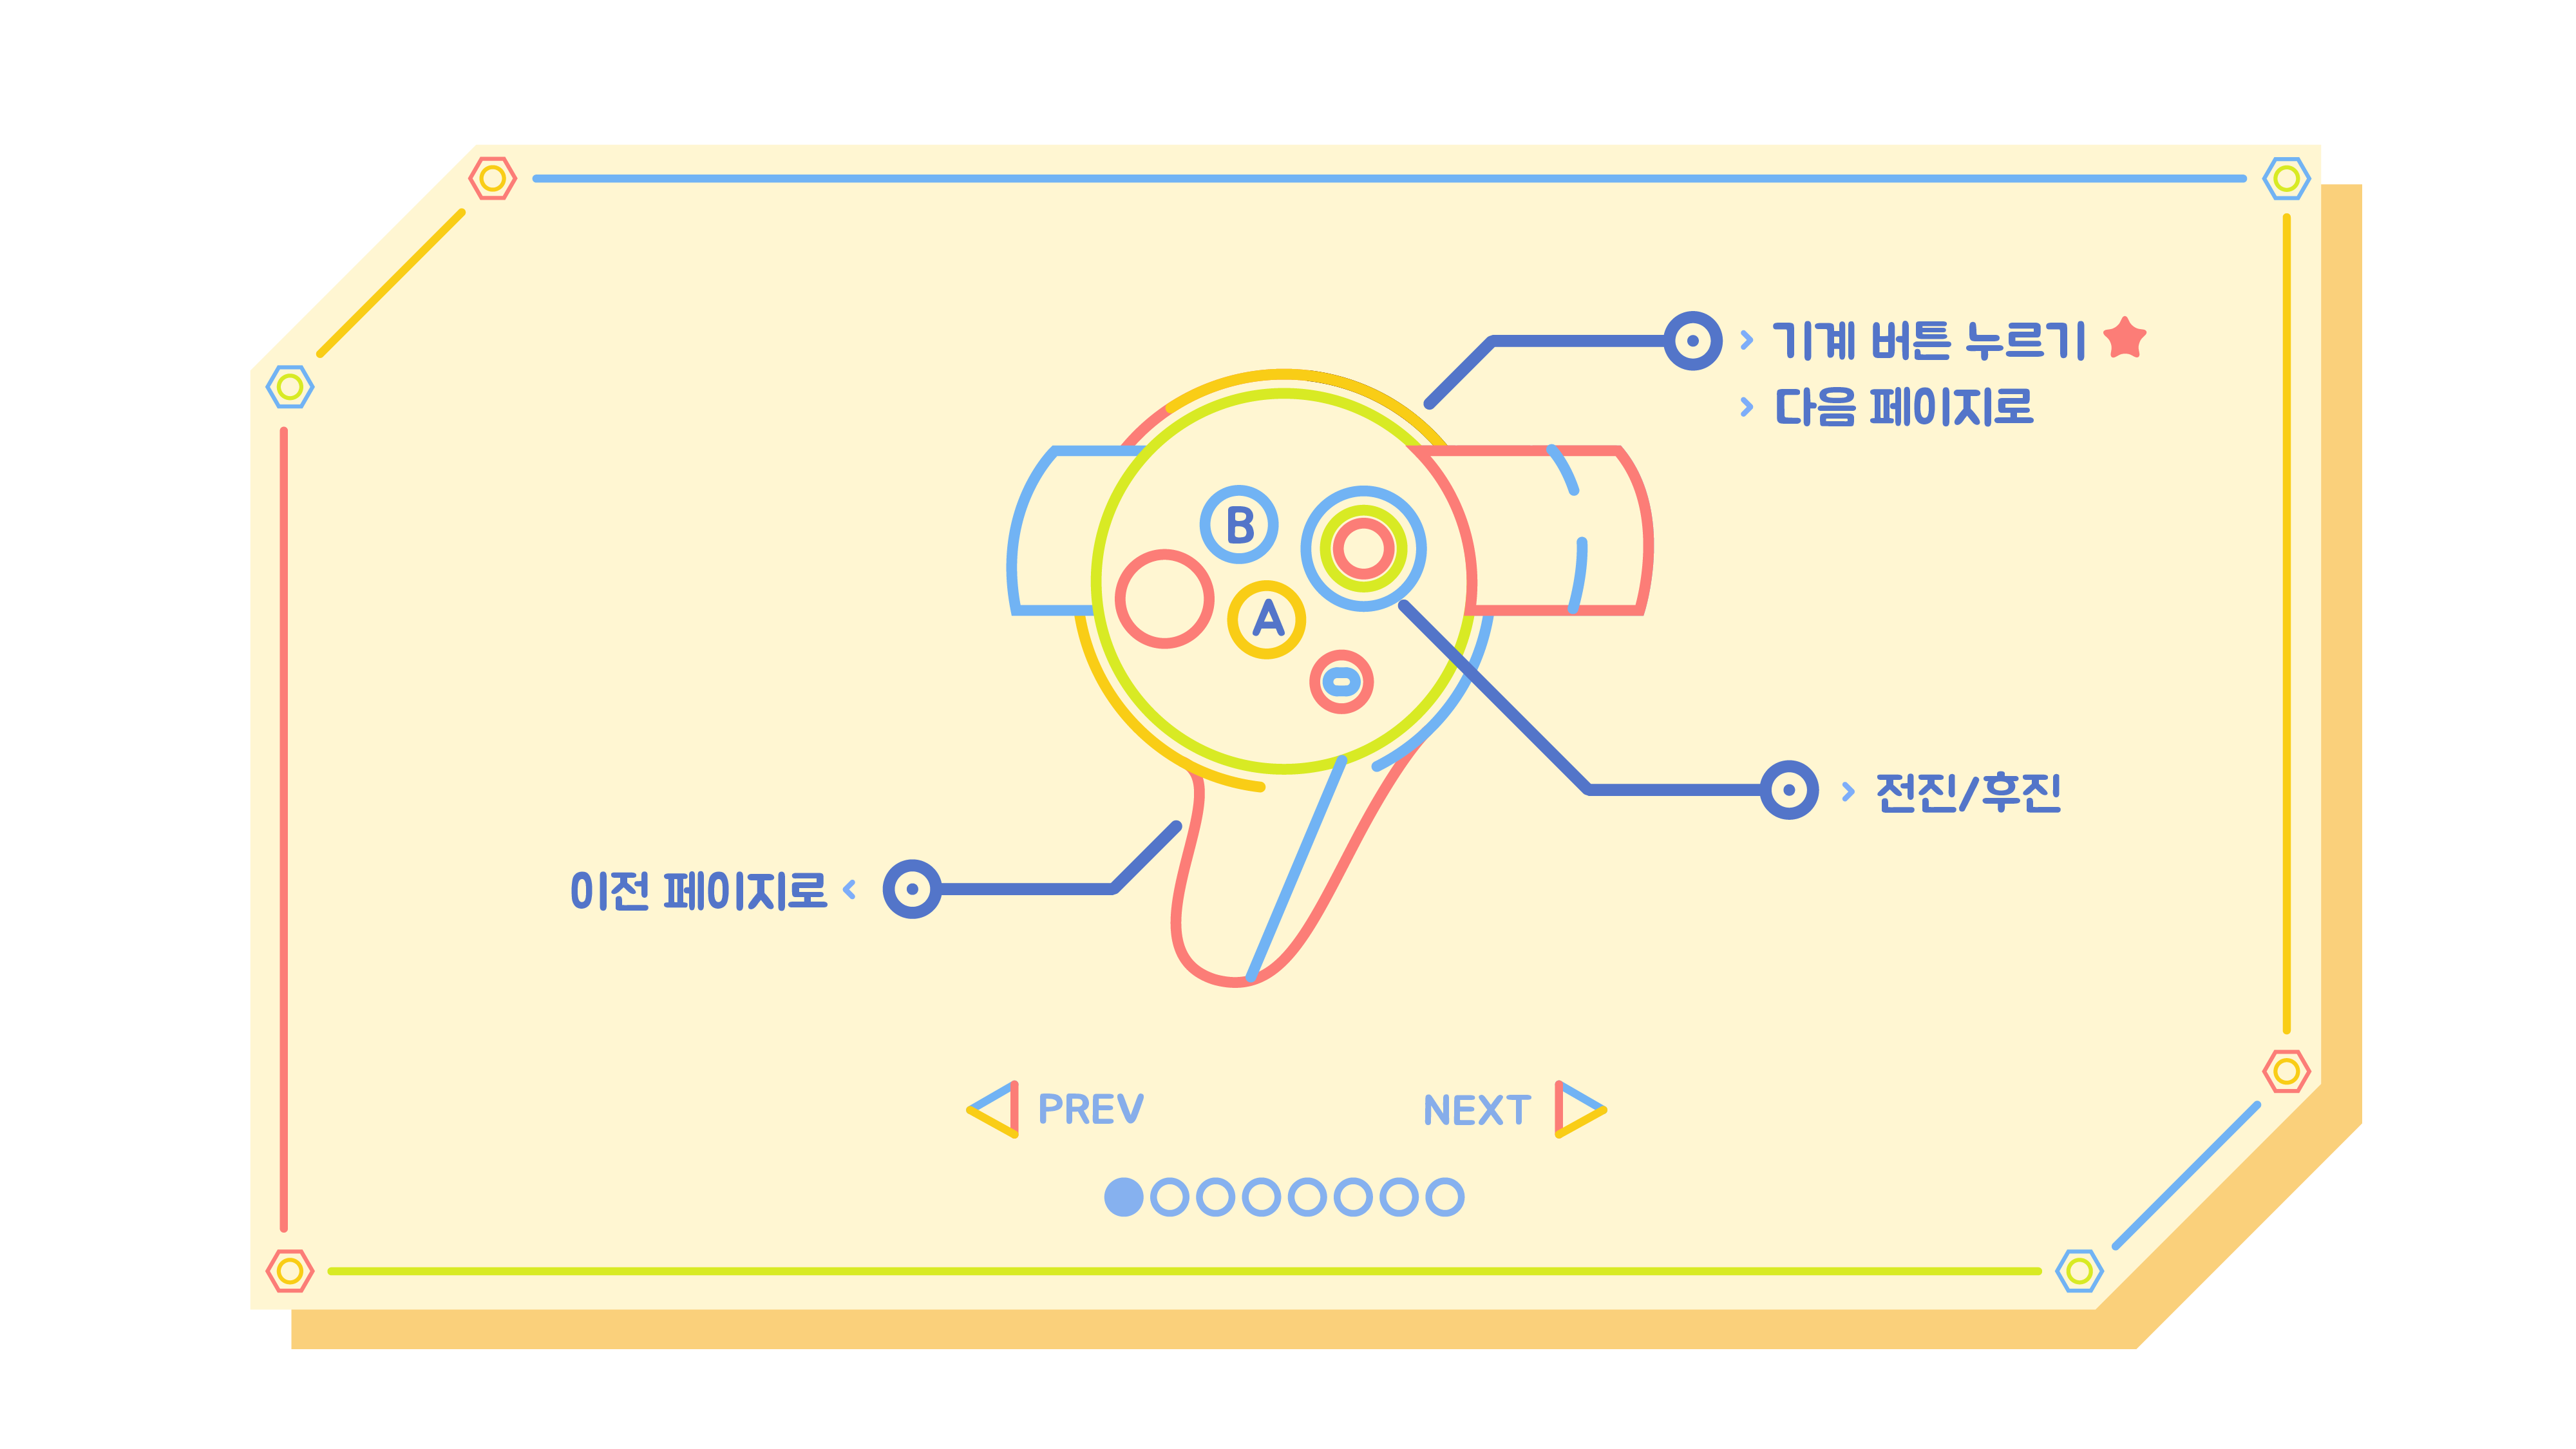 기계 버튼 누르기
다음 페이지로
B
A
전진/후진
이전 페이지로
PREV
NEXT